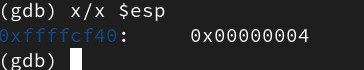 (gdb) x/x $esp
0xffffcf40:     0x00000004
(gdb)